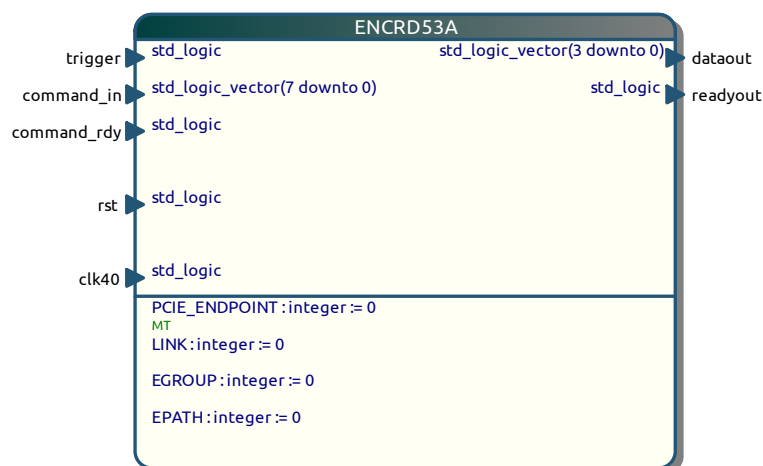 ENCRD53A
trigger std_logic std_logic_vector(3 downto 0) dataout
command_in std_logic_vector(7 downto 0) std_logic readyout
command_rdy std_logic
rst std_logic
clk40 std_logic
PCIE_ENDPOINT : integer := 0
MT
LINK : integer := 0
EGROUP : integer := 0
EPATH : integer := 0